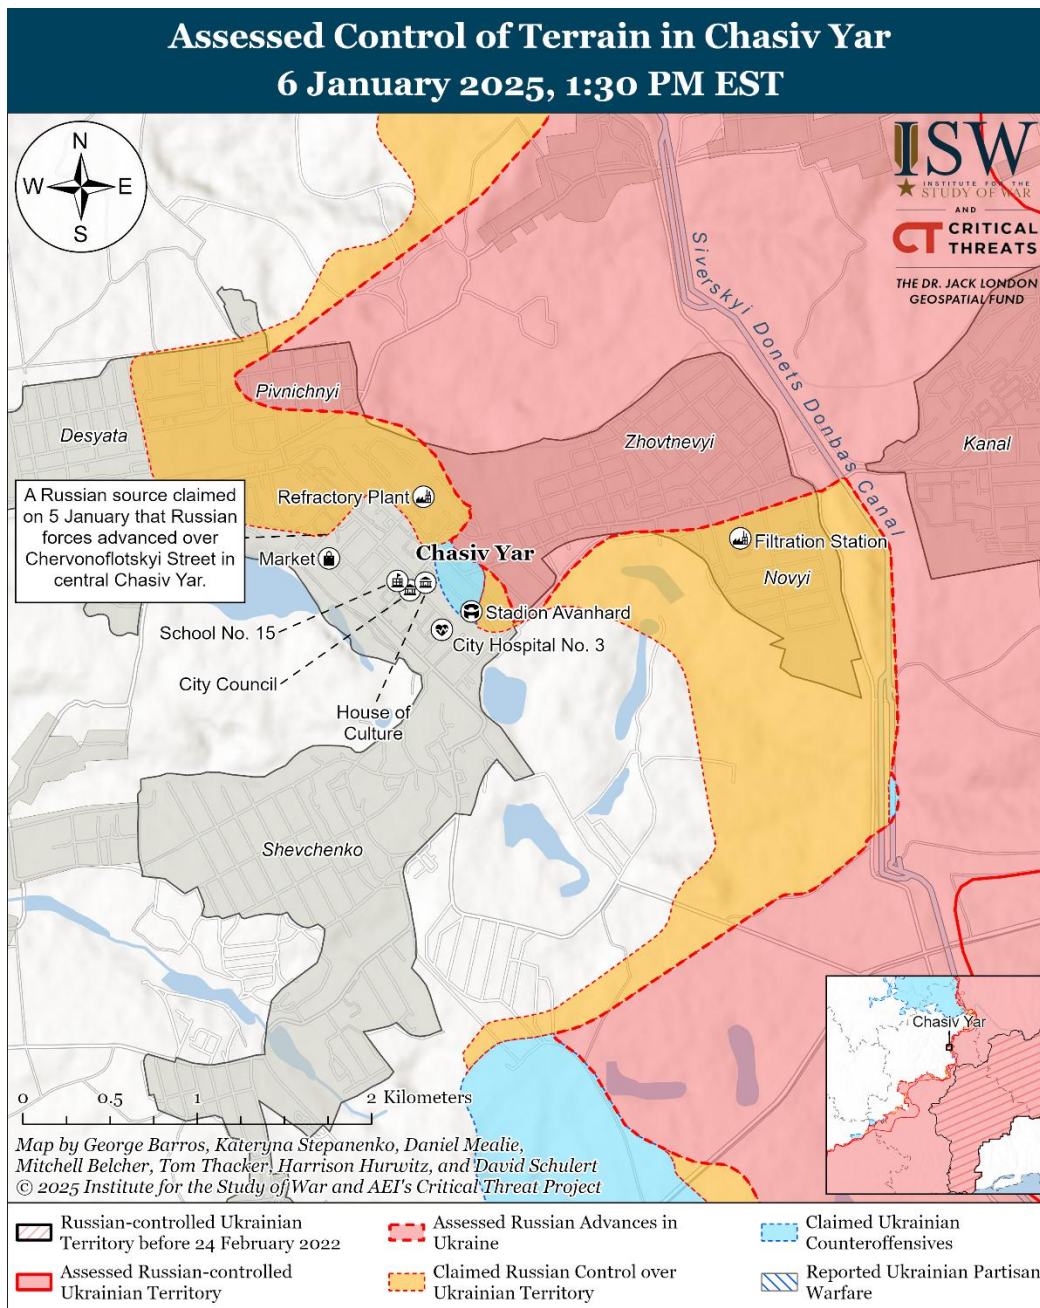 Assessed Control of Terrain in Chasiv Yar
6 January 2025, 1:30 PM EST
N
W
E
S
ISW
INSTITUTE FOR THE
STUDY OF WAR
AND
CT CRITICAL
THREATS
THE DR. JACK LONDON
GEOSPATIAL FUND
Siverskyi Donets Donbas Canal
Pivnichnyi
Desyata
Zhovtnevyi
Kanal
A Russian source claimed
on 5 January that Russian
forces advanced over
Chervonoflotskyi Street in
central Chasiv Yar.
Refractory Plant
Chasiv Yar
Market
Filtration Station
Novyi
Stadion Avanhard
School No. 15
City Hospital No. 3
City Council
House of
Culture
Shevchenko
Chasiv Yar
0 0.5 1 2 Kilometers
Map by George Barros, Kateryna Stepanenko, Daniel Mealie,
Mitchell Belcher, Tom Thacker, Harrison Hurwitz, and David Schulert
© 2025 Institute for the Study of War and AEI's Critical Threat Project
Russian-controlled Ukrainian
Territory before 24 February 2022
Assessed Russian-controlled
Ukrainian Territory
Assessed Russian Advances in
Ukraine
Claimed Russian Control over
Ukrainian Territory
Claimed Ukrainian
Counteroffensives
Reported Ukrainian Partisan
Warfare